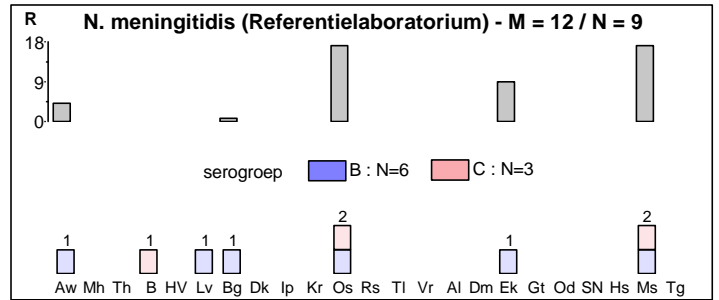 R N. meningitidis (Referentielaboratorium) - M = 12 / N = 9
18
9
0
serogroep B : N=6 C : N=3
1 1 1 1 2 1 2
Aw Mh Th B HV Lv Bg Dk Ip Kr Os Rs Tl Vr Al Dm Ek Gt Od SN Hs Ms Tg